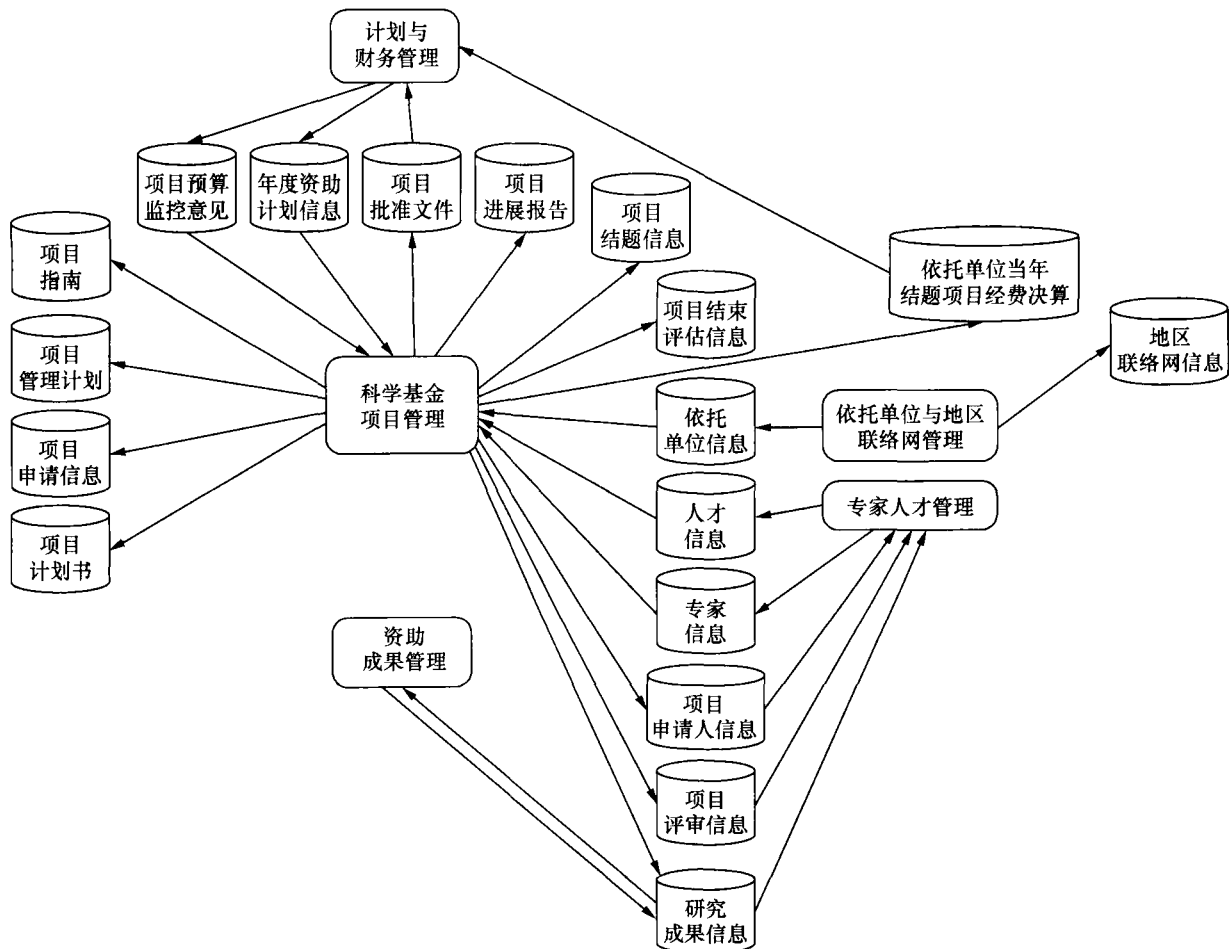 计划与
财务管理
项目预算
监控意见
年度资助
计划信息
项目
批准文件
项目
进展报告
项目
结题信息
项目
指南
依托单位当年
结题项目经费决算
项目结束
评估信息
地区
联络网信息
项目
管理计划
科学基金
项目管理
依托
单位信息
依托单位与地区
联络网管理
项目
申请信息
人才
信息
专家人才管理
项目
计划书
专家
信息
资助
成果管理
项目
申请人信息
项目
评审信息
研究
成果信息